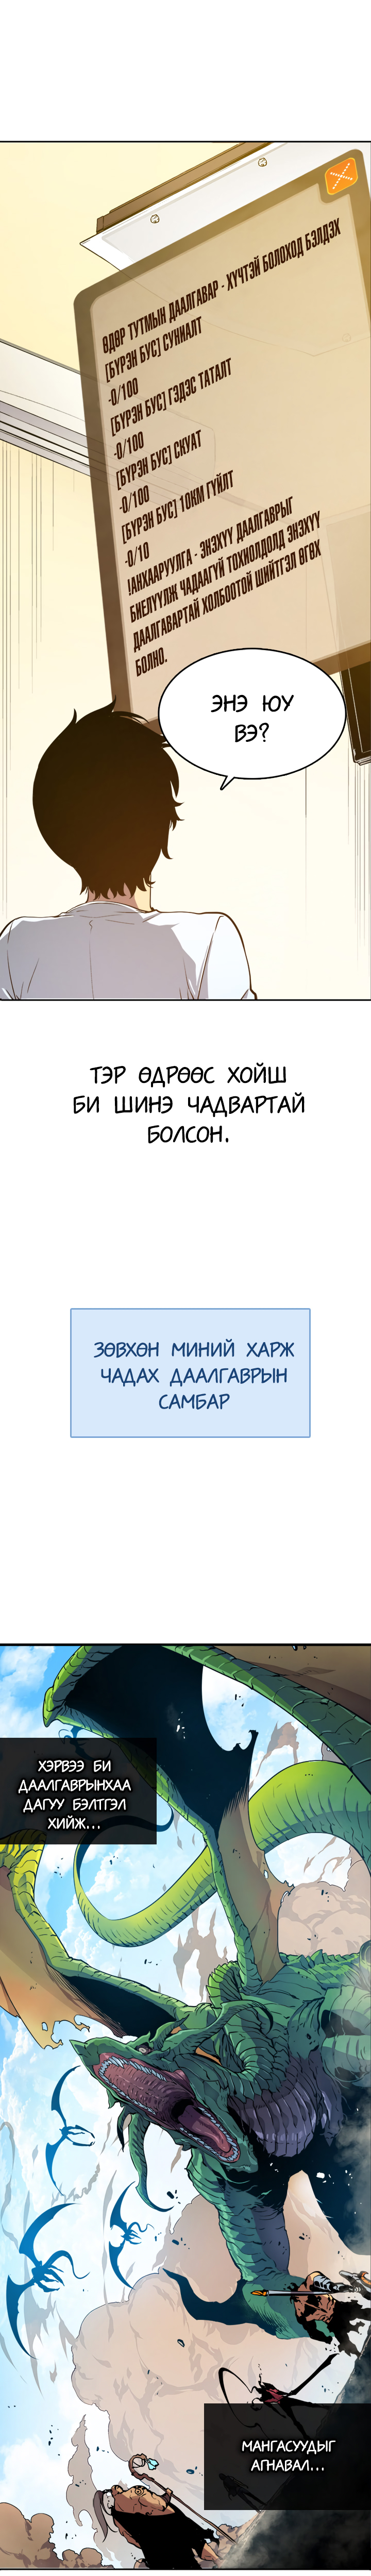 ӨДӨР ТУТМЫН ДААЛГАВАР - ХҮЧТЭЙ БОЛОХОД БЭЛДЭХ
[БҮРЭН БУС] СУНИАЛТ
-0/100
[БҮРЭН БУС] ГЭДЭС ТАТАЛТ
-0/100
[БҮРЭН БУС] СКУАТ
-0/100
[БҮРЭН БУС] 10КМ ГҮЙЛТ
-0/10
!АНХААРУУЛГА - ЭНЭХҮҮ ДААЛГАВРЫГ
БИЕЛҮҮЛЖ ЧАДААГҮЙ ТОХИОЛДОЛД ЭНЭХҮҮ
ДААЛГАВАРТАЙ ХОЛБООТОЙ ШИЙТГЭЛ ӨГӨХ
БОЛНО.
ЭНЭ ЮУ
ВЭ?
ТЭР ӨДРӨӨС ХОЙШ
БИ ШИНЭ ЧАДВАРТАЙ
БОЛСОН.
ЗӨВХӨН МИНИЙ ХАРЖ
ЧАДАХ ДААЛГАВРЫН
САМБАР
ХЭРВЭЭ БИ
ДААЛГАВРЫНХАА
ДАГУУ БЭЛТГЭЛ
ХИЙЖ...
МАНГАСУУДЫГ
АГНАВАЛ...